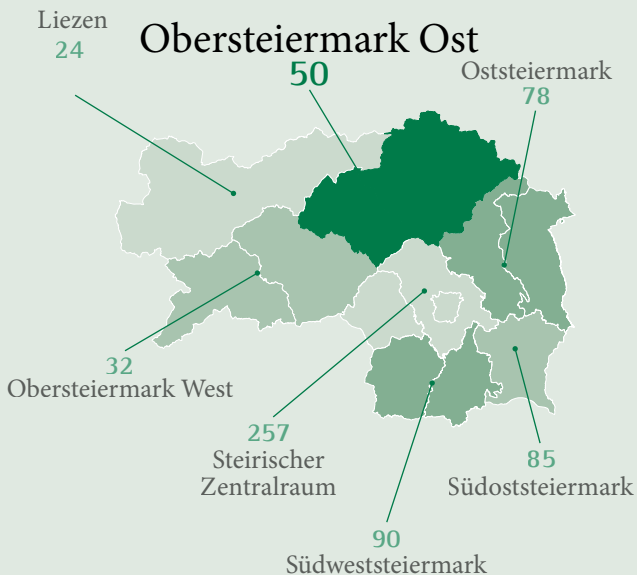 Liezen
24
Obersteiermark Ost
50
Oststeiermark
78
32
Obersteiermark West
257
Steirischer
Zentralraum
85
Südoststeiermark
90
Südweststeiermark